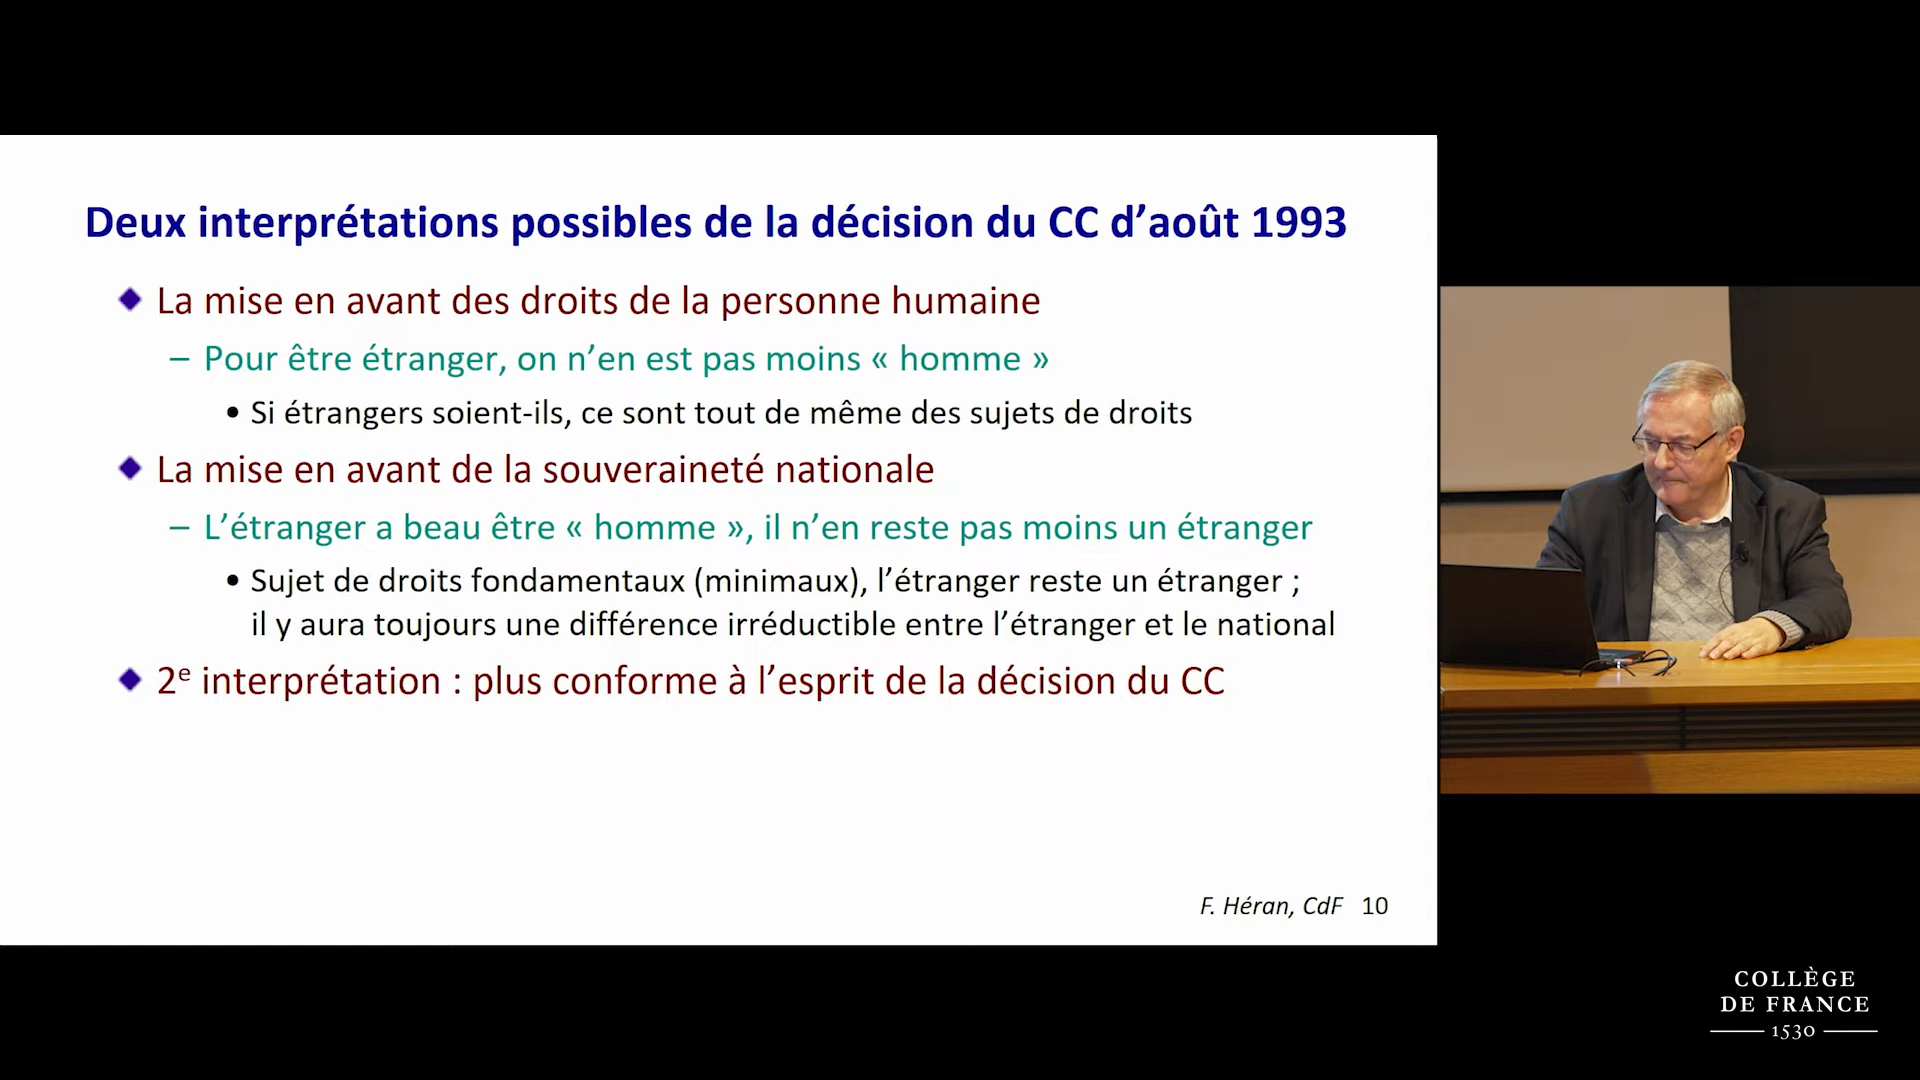 Deux interprétations possibles de la décision du CC d’août 1993
La mise en avant des droits de la personne humaine
– Pour être étranger, on n’en est pas moins « homme »
• Si étrangers soient-ils, ce sont tout de même des sujets de droits
La mise en avant de la souveraineté nationale
– L’étranger a beau être « homme », il n’en reste pas moins un étranger
• Sujet de droits fondamentaux (minimaux), l’étranger reste un étranger ;
il y aura toujours une différence irréductible entre l’étranger et le national
2e interprétation : plus conforme à l’esprit de la décision du CC
F. Héran, CdF 10
COLLÈGE
DE FRANCE
1530